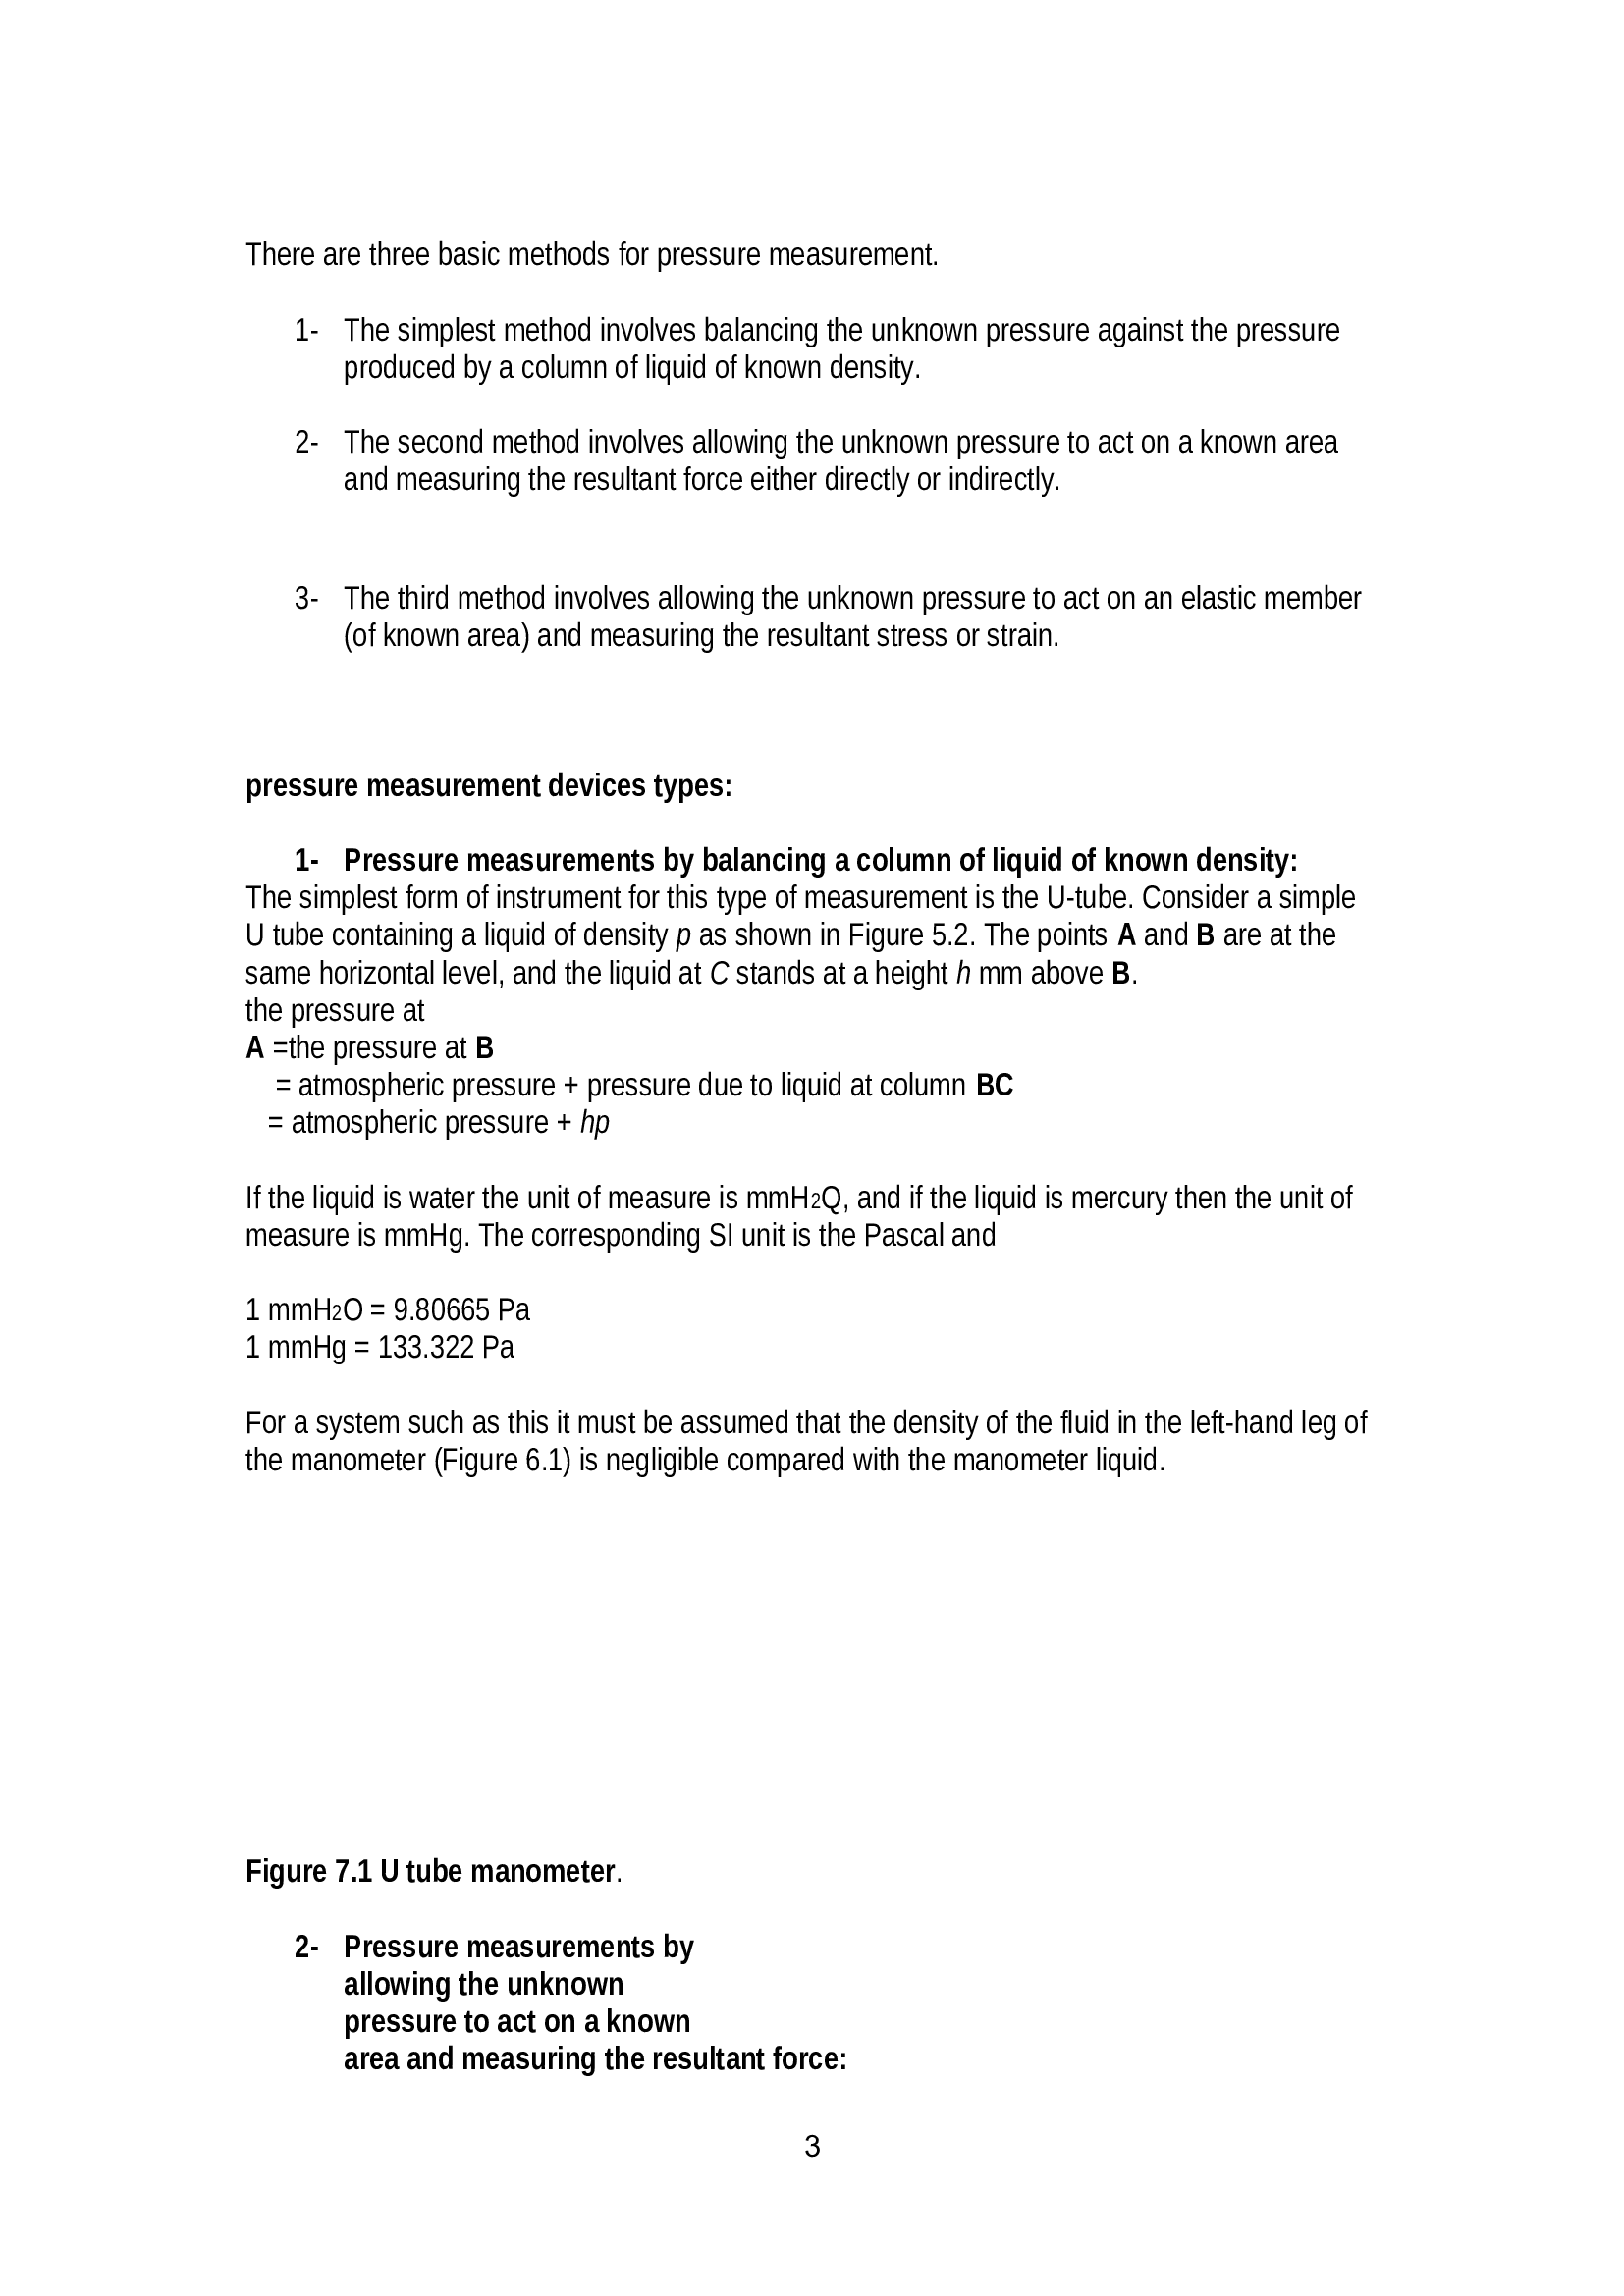 There are three basic methods for pressure measurement.
1- The simplest method involves balancing the unknown pressure against the pressure
produced by a column of liquid of known density.
2- The second method involves allowing the unknown pressure to act on a known area
and measuring the resultant force either directly or indirectly.
3- The third method involves allowing the unknown pressure to act on an elastic member
(of known area) and measuring the resultant stress or strain.
pressure measurement devices types:
1- Pressure measurements by balancing a column of liquid of known density:
The simplest form of instrument for this type of measurement is the U-tube. Consider a simple
U tube containing a liquid of density p as shown in Figure 5.2. The points A and B are at the
same horizontal level, and the liquid at C stands at a height h mm above B.
the pressure at
A =the pressure at B
= atmospheric pressure + pressure due to liquid at column BC
= atmospheric pressure + hp
If the liquid is water the unit of measure is mmH2Q, and if the liquid is mercury then the unit of
measure is mmHg. The corresponding SI unit is the Pascal and
1 mmH2O = 9.80665 Pa
1 mmHg = 133.322 Pa
For a system such as this it must be assumed that the density of the fluid in the left-hand leg of
the manometer (Figure 6.1) is negligible compared with the manometer liquid.
Figure 7.1 U tube manometer.
2- Pressure measurements by
allowing the unknown
pressure to act on a known
area and measuring the resultant force:
3